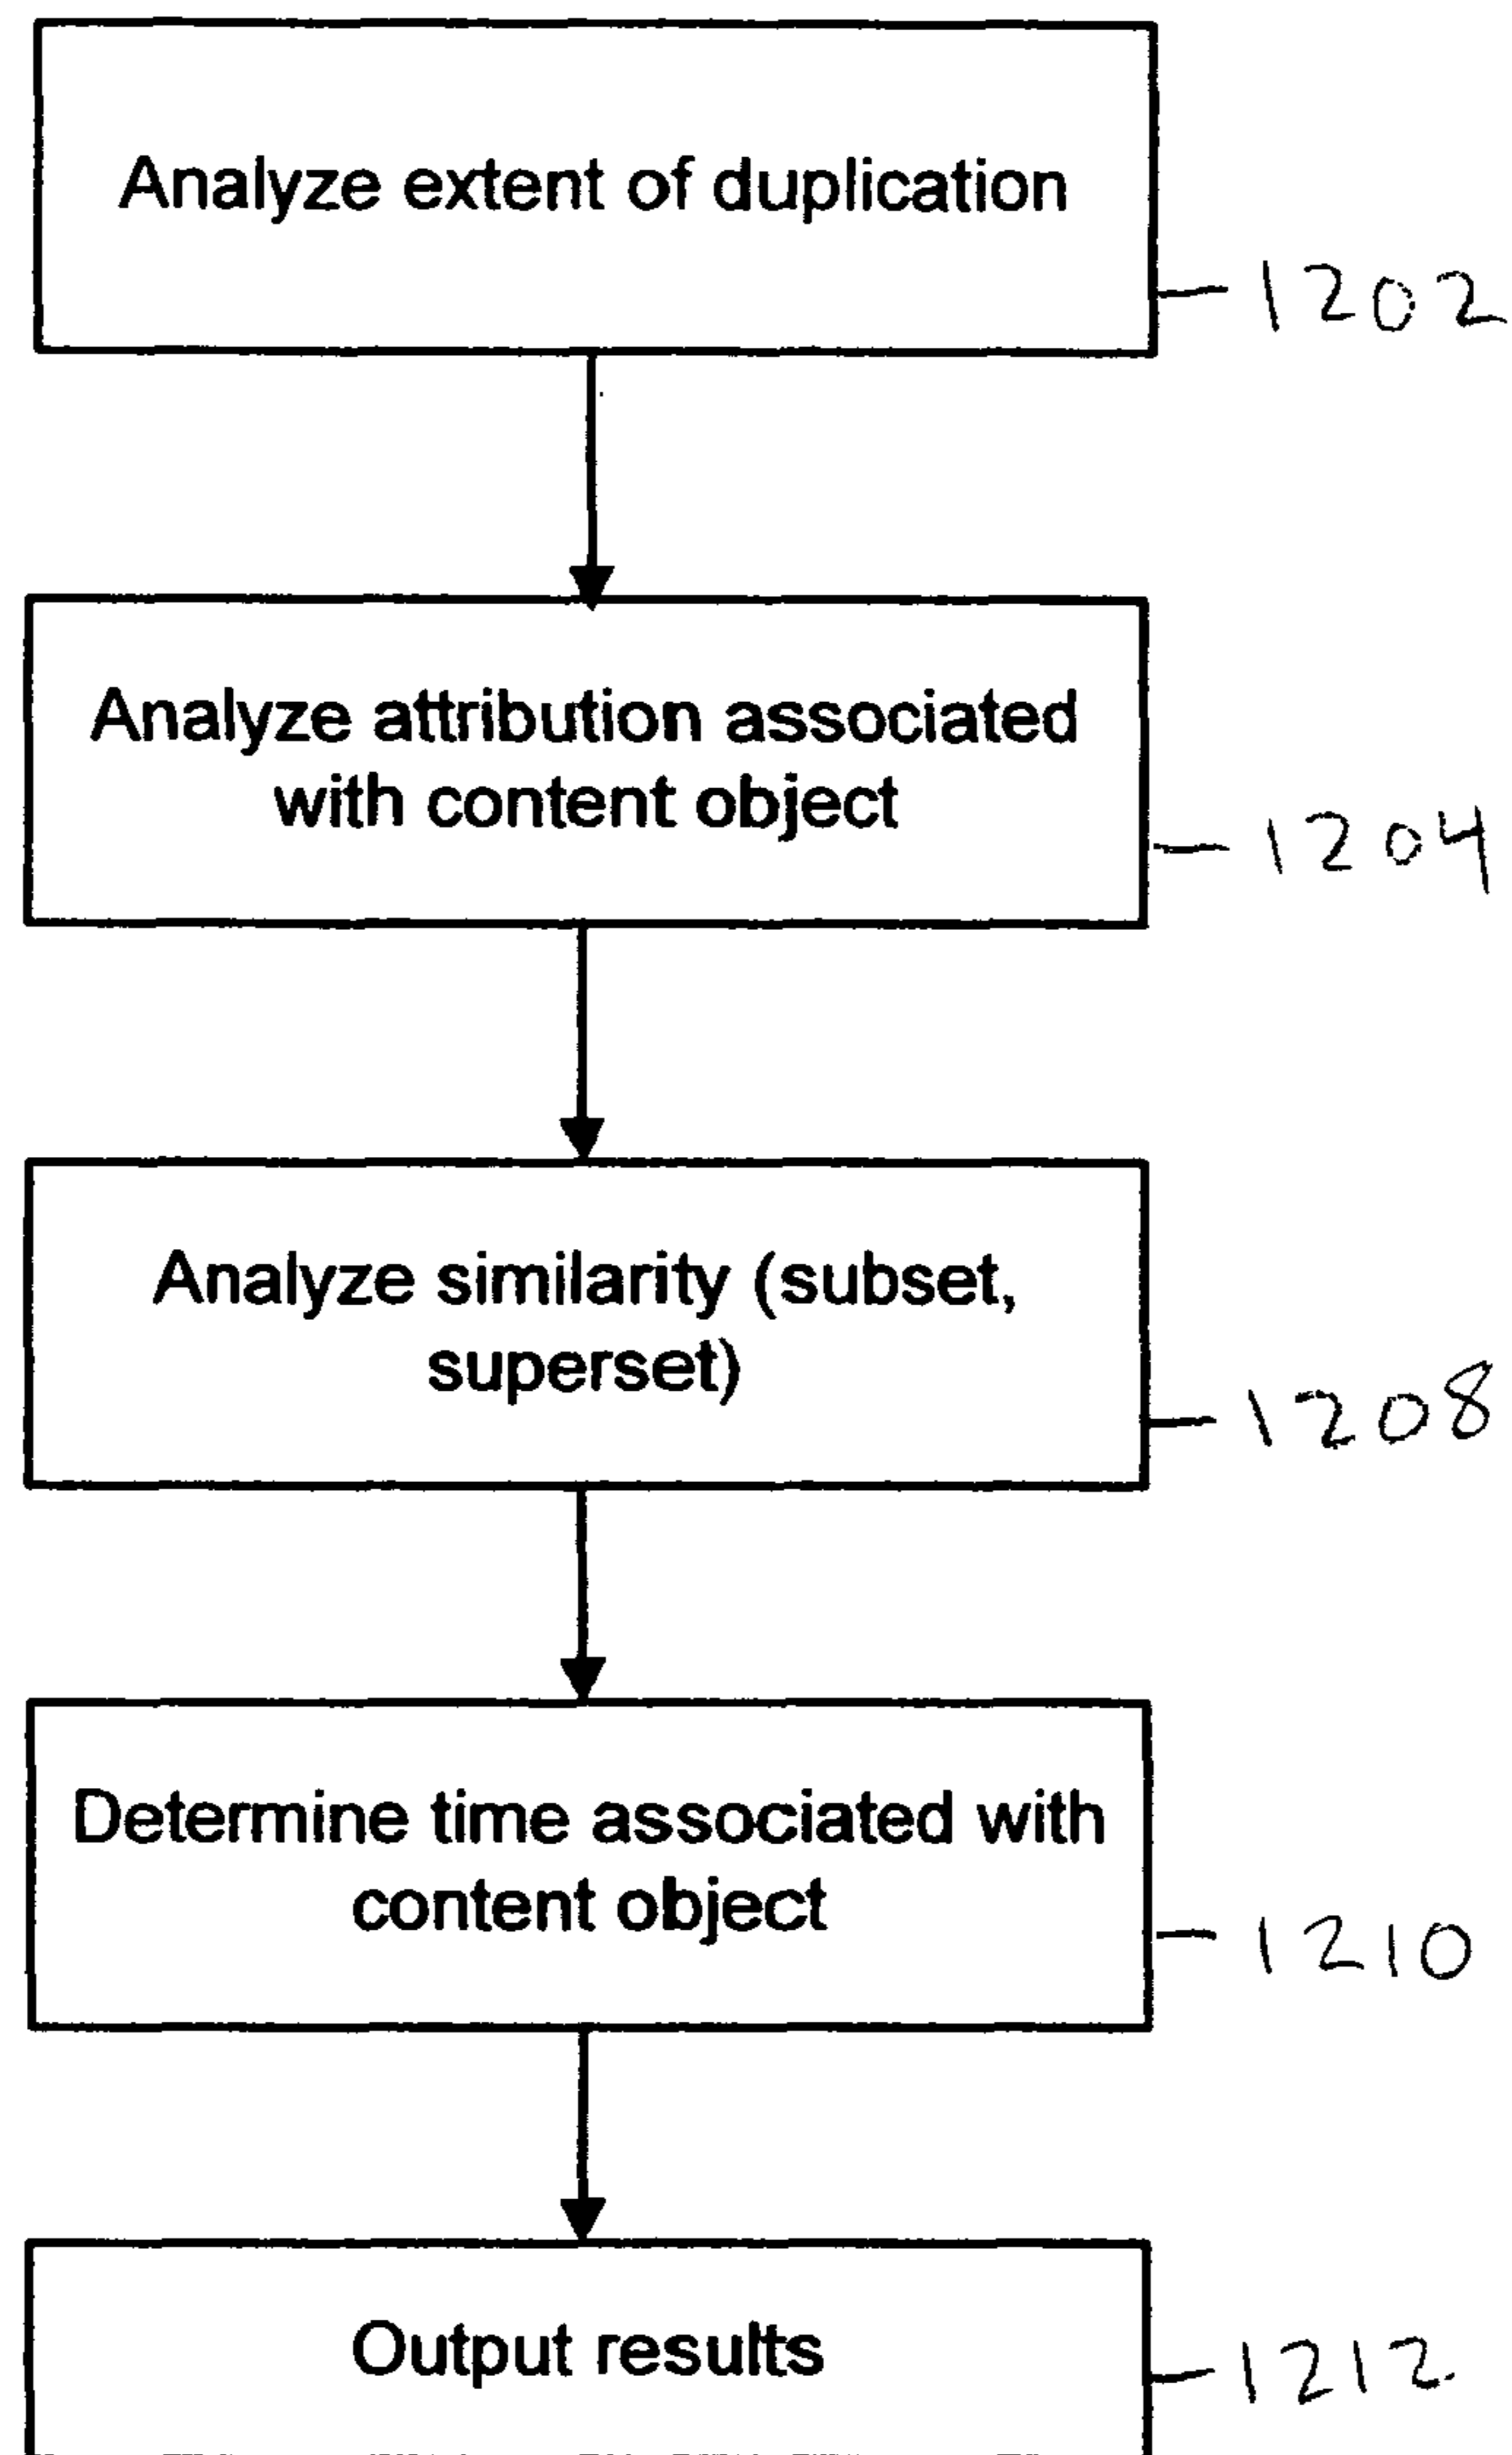 Analyze extent of duplication
1202
Analyze attribution associated
with content object
1204
Analyze similarity (subset,
superset)
1208
Determine time associated with
content object
1210
Output results
1212